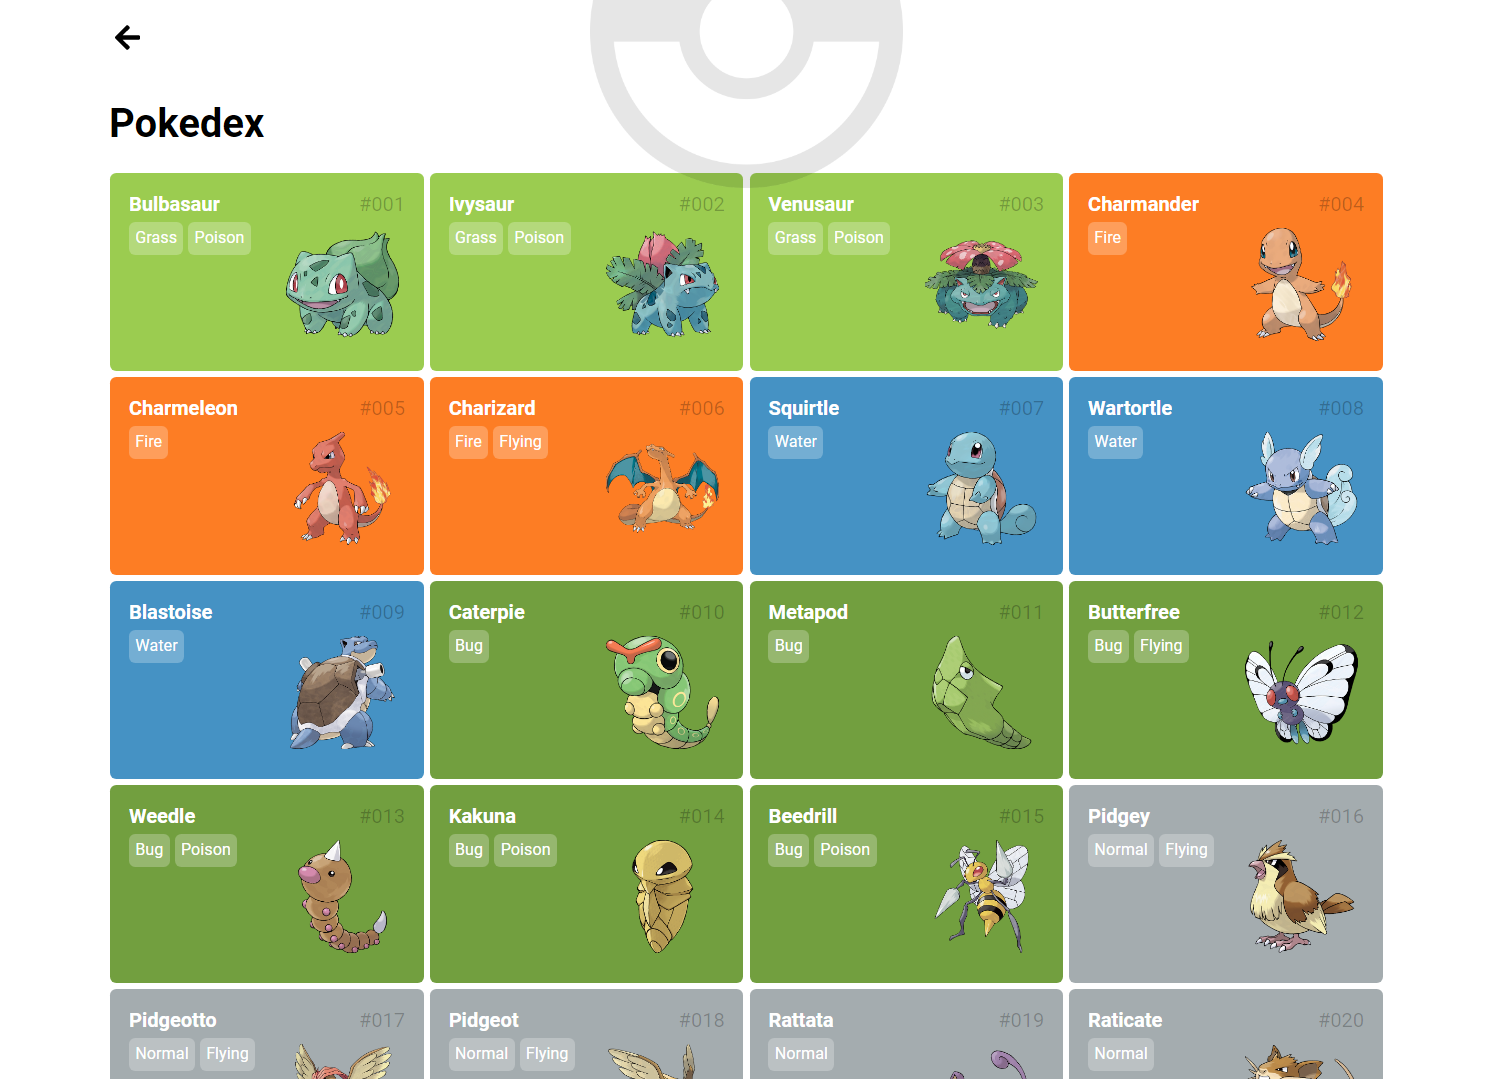 Pokedex
Bulbasaur #001
Grass Poison
Ivysaur #002
Grass Poison
Venusaur #003
Grass Poison
Charmander #004
Fire
Charmeleon #005
Fire
Charizard #006
Fire Flying
Squirtle #007
Water
Wartortle #008
Water
Blastoise #009
Water
Caterpie #010
Bug
Metapod #011
Bug
Butterfree #012
Bug Flying
Weedle #013
Bug Poison
Kakuna #014
Bug Poison
Beedrill #015
Bug Poison
Pidgey #016
Normal Flying
Pidgeotto #017
Normal Flying
Pidgeot #018
Normal Flying
Rattata #019
Normal
Raticate #020
Normal